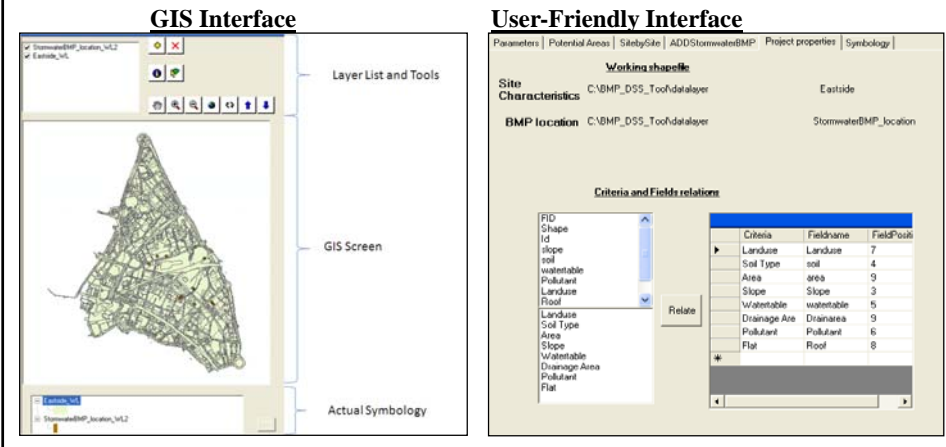 GIS Interface
StormwaterBMP_location_WL2
Eastside_WL
Layer List and Tools
GIS Screen
Eastside_WL
StormwaterBMP_location_WL2
Actual Symbology
User-Friendly Interface
Parameters | Potential Areas | SitebySite | ADDStormwaterBMP | Project properties | Symbology
Working shapefile
Site Characteristics C:\BMP_DSS_Tool\datalayer Eastside
BMP location C:\BMP_DSS_Tool\datalayer StormwaterBMP_location
Criteria and Fields relations
FID
Shape
Id
slope
soil
watertable
Pollutant
Landuse
Roof
Landuse
Soil Type
Area
Slope
Watertable
Drainage Area
Pollutant
Flat
Relate
Criteria Fieldname FieldPositi
Landuse Landuse 7
Soil Type soil 4
Area area 9
Slope Slope 3
Watertable watertable 5
Drainage Are Drainarea 9
Pollutant Pollutant 6
Flat Roof 8